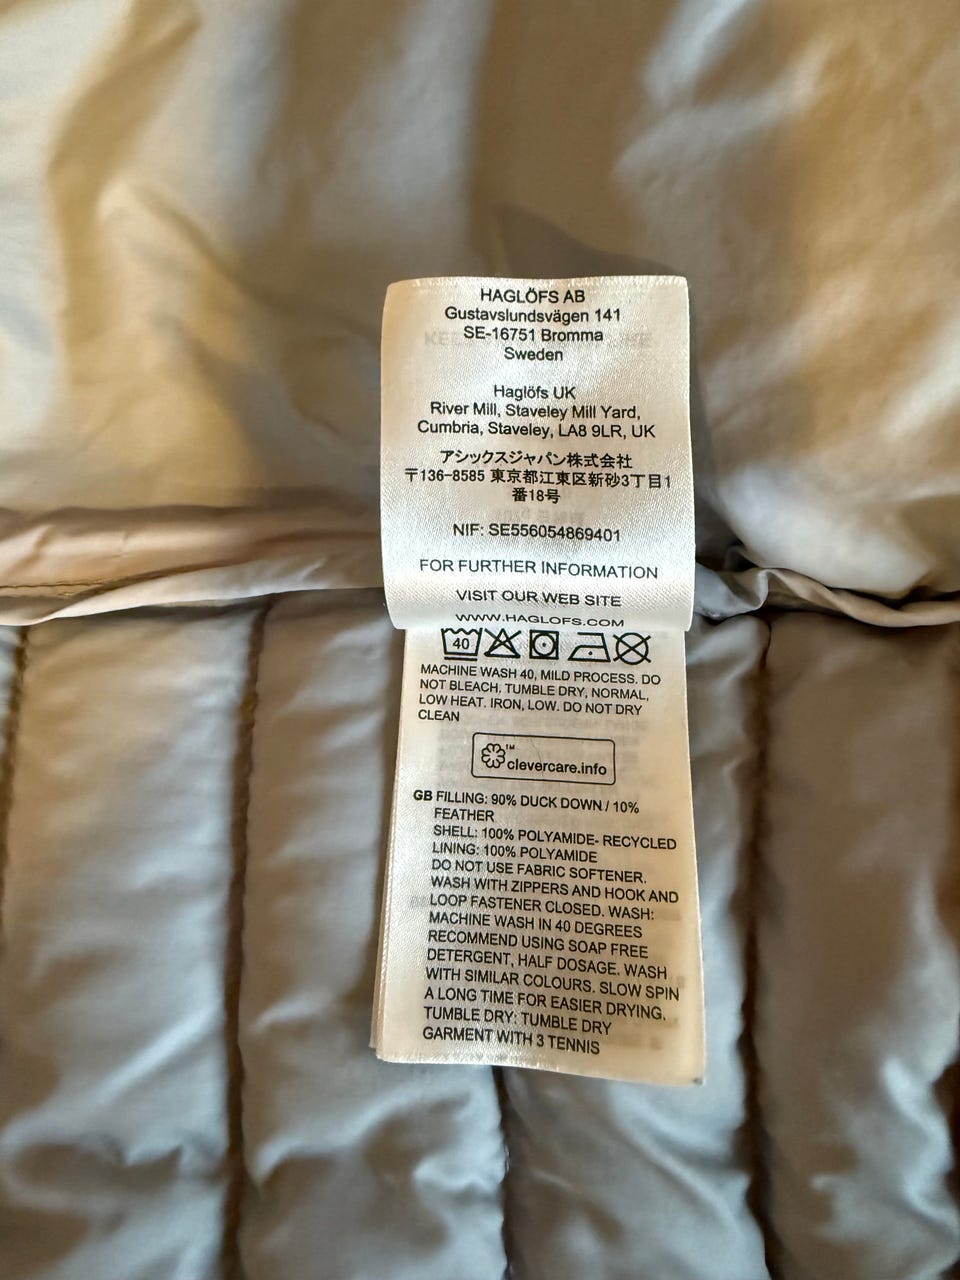 HAGLÖFS AB
Gustavslundsvägen 141
SE-16751 Bromma
Sweden
Haglöfs UK
River Mill, Staveley Mill Yard,
Cumbria, Staveley, LA8 9LR, UK
アシックスジャパン株式会社
〒136-8585 東京都江東区新砂3丁目1
番18号
NIF: SE556054869401
FOR FURTHER INFORMATION
VISIT OUR WEB SITE
WWW.HAGLOFS.COM
40
MACHINE WASH 40, MILD PROCESS. DO
NOT BLEACH, TUMBLE DRY, NORMAL,
LOW HEAT. IRON, LOW. DO NOT DRY
CLEAN
™
clevercare.info
GB FILLING: 90% DUCK DOWN / 10%
FEATHER
SHELL: 100% POLYAMIDE- RECYCLED
LINING: 100% POLYAMIDE
DO NOT USE FABRIC SOFTENER.
WASH WITH ZIPPERS AND HOOK AND
LOOP FASTENER CLOSED. WASH:
MACHINE WASH IN 40 DEGREES
RECOMMEND USING SOAP FREE
DETERGENT, HALF DOSAGE. WASH
WITH SIMILAR COLOURS. SLOW SPIN
A LONG TIME FOR EASIER DRYING.
TUMBLE DRY: TUMBLE DRY
GARMENT WITH 3 TENNIS